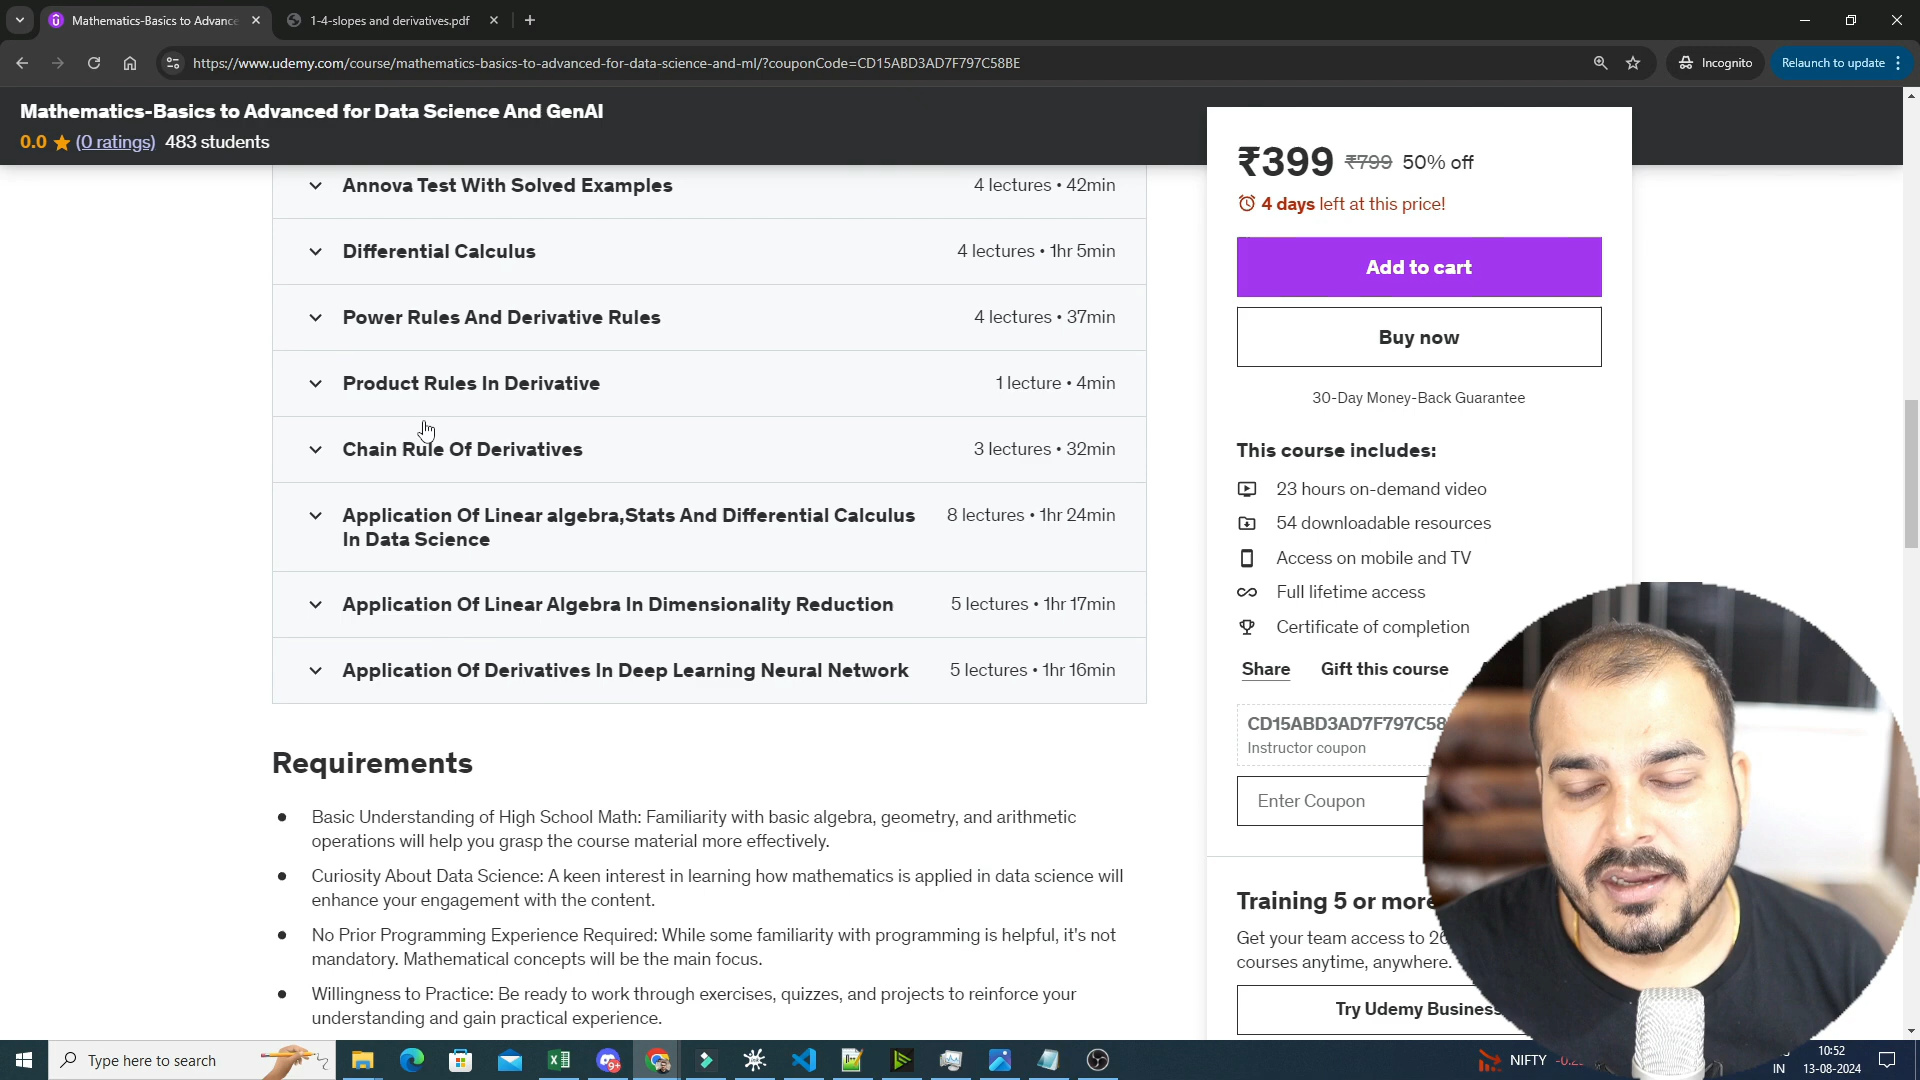 Mathematics-Basics to Advance
1-4-slopes and derivatives.pdf
https://www.udemy.com/course/mathematics-basics-to-advanced-for-data-science-and-ml/?couponCode=CD15ABD3AD7F797C58BE
Incognito
Relaunch to update
Mathematics-Basics to Advanced for Data Science And GenAI
0.0 (0 ratings) 483 students
Annova Test With Solved Examples 4 lectures • 42min
Differential Calculus 4 lectures • 1hr 5min
Power Rules And Derivative Rules 4 lectures • 37min
Product Rules In Derivative 1 lecture • 4min
Chain Rule Of Derivatives 3 lectures • 32min
Application Of Linear algebra,Stats And Differential Calculus 8 lectures • 1hr 24min
In Data Science
Application Of Linear Algebra In Dimensionality Reduction 5 lectures • 1hr 17min
Application Of Derivatives In Deep Learning Neural Network 5 lectures • 1hr 16min
Requirements
• Basic Understanding of High School Math: Familiarity with basic algebra, geometry, and arithmetic
operations will help you grasp the course material more effectively.
• Curiosity About Data Science: A keen interest in learning how mathematics is applied in data science will
enhance your engagement with the content.
• No Prior Programming Experience Required: While some familiarity with programming is helpful, it's not
mandatory. Mathematical concepts will be the main focus.
• Willingness to Practice: Be ready to work through exercises, quizzes, and projects to reinforce your
understanding and gain practical experience.
₹399 ₹799 50% off
4 days left at this price!
Add to cart
Buy now
30-Day Money-Back Guarantee
This course includes:
23 hours on-demand video
54 downloadable resources
Access on mobile and TV
Full lifetime access
Certificate of completion
Share Gift this course
CD15ABD3AD7F797C58
Instructor coupon
Enter Coupon
Training 5 or more
Get your team access to
courses anytime, anywhere.
Try Udemy Business
Type here to search
NIFTY
10:52
IN 13-08-2024